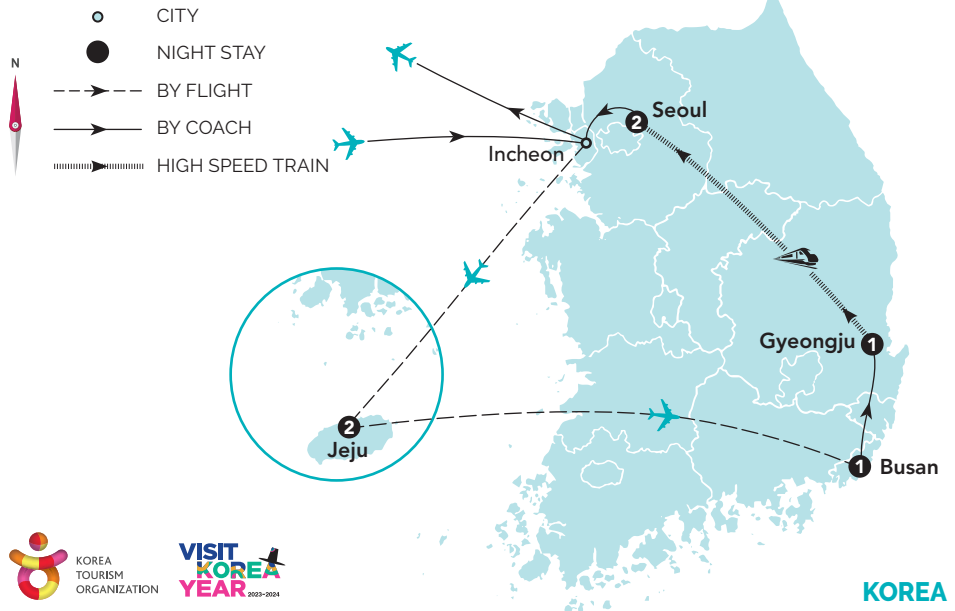 CITY
NIGHT STAY
N
BY FLIGHT
BY COACH
HIGH SPEED TRAIN
2
Seoul
Incheon
Gyeongju
1
2
Jeju
1
Busan
KOREA
TOURISM
ORGANIZATION
VISIT
KOREA
YEAR 2023-2024
KOREA